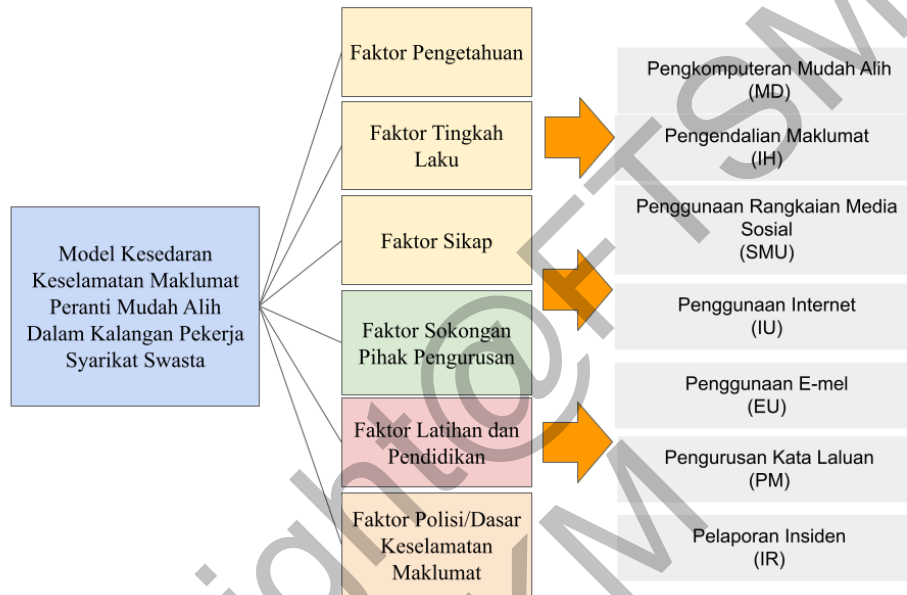 Model Kesedaran
Keselamatan Maklumat
Peranti Mudah Alih
Dalam Kalangan Pekerja
Syarikat Swasta
Faktor Pengetahuan
Faktor Tingkah
Laku
Faktor Sikap
Faktor Sokongan
Pihak Pengurusan
Faktor Latihan dan
Pendidikan
Faktor Polisi/Dasar
Keselamatan
Maklumat
Pengkomputeran Mudah Alih
(MD)
Pengendalian Maklumat
(IH)
Penggunaan Rangkaian Media
Sosial
(SMU)
Penggunaan Internet
(IU)
Penggunaan E-mel
(EU)
Pengurusan Kata Laluan
(PM)
Pelaporan Insiden
(IR)